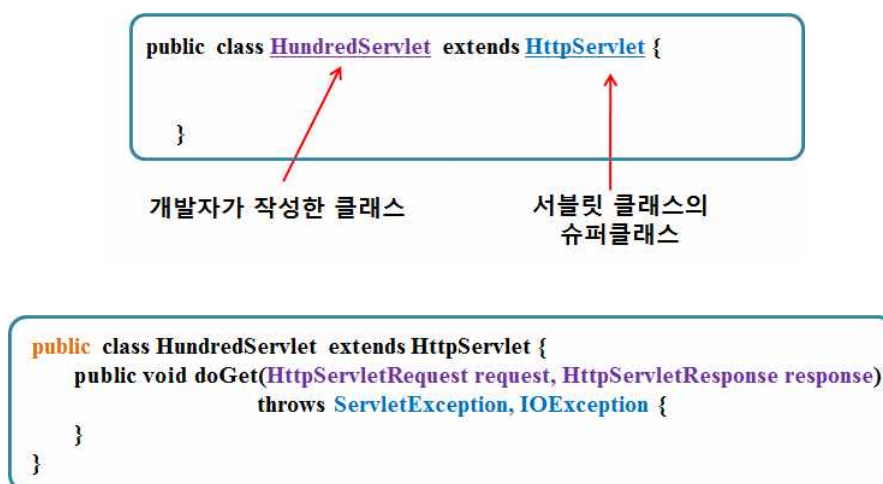 public class HundredServlet extends HttpServlet {
}
개발자가 작성한 클래스
서블릿 클래스의
슈퍼클래스
public class HundredServlet extends HttpServlet {
public void doGet(HttpServletRequest request, HttpServletResponse response)
throws ServletException, IOException {
}
}